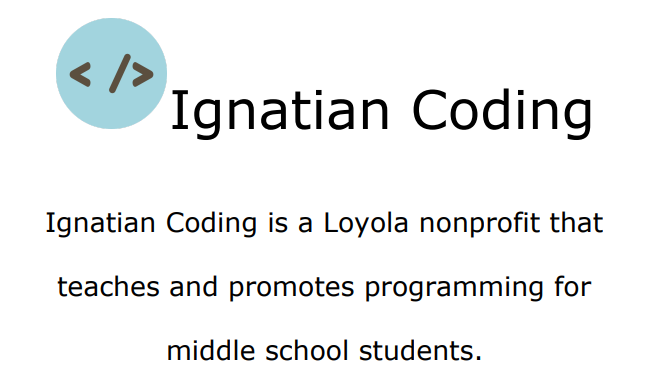 </> Ignatian Coding
Ignatian Coding is a Loyola nonprofit that
teaches and promotes programming for
middle school students.